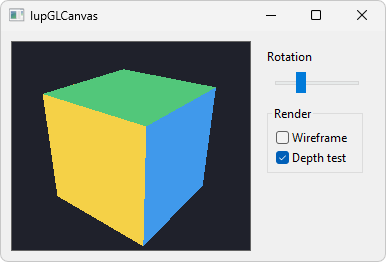 IupGLCanvas
Rotation
Render
Wireframe
Depth test